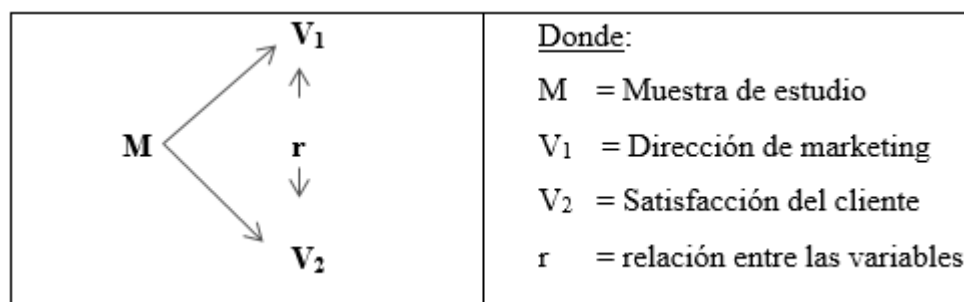 V₁
M r
V₂
Donde:
M = Muestra de estudio
V₁ = Dirección de marketing
V₂ = Satisfacción del cliente
r = relación entre las variables